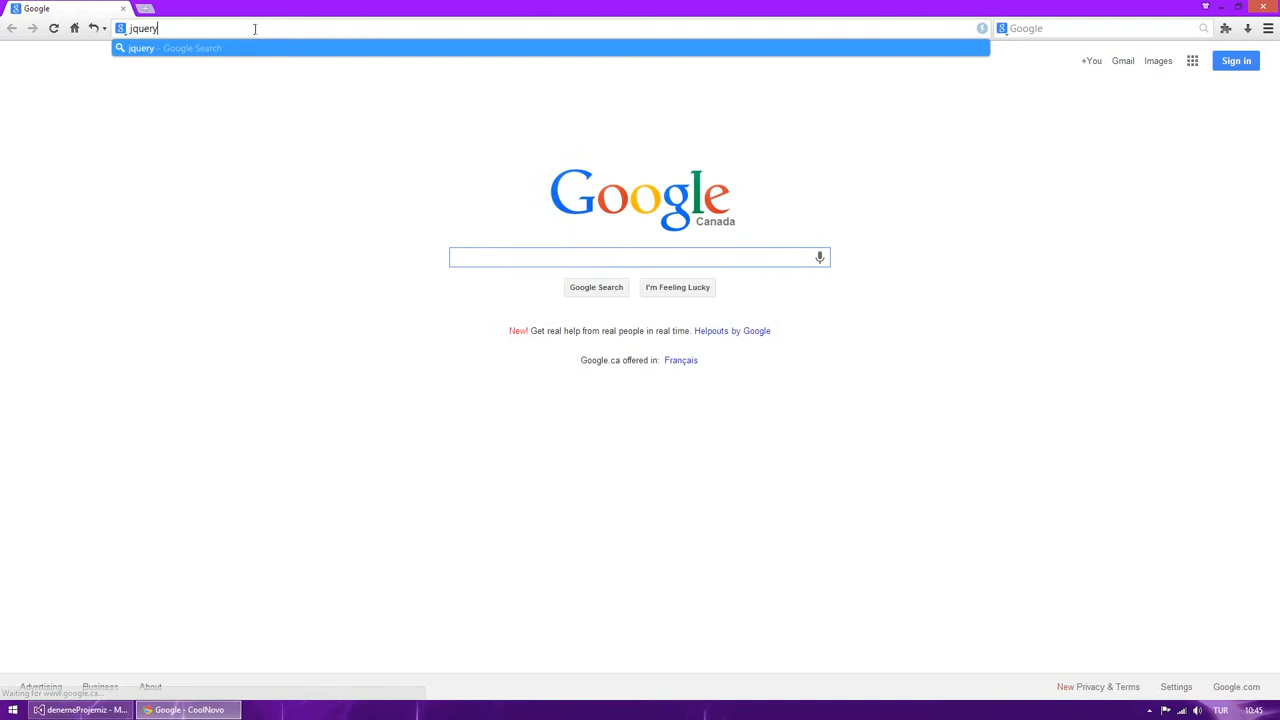 Google
jquery
Google
jquery - Google Search
+You Gmail Images Sign in
Google
Canada
Google Search I'm Feeling Lucky
New! Get real help from real people in real time. Helpouts by Google
Google.ca offered in: Français
Advertising Business About
New Privacy & Terms Settings Google.com
Waiting for www.google.ca...
denemeProjemiz - M...
Google - CoolNovo
TUR 10:45